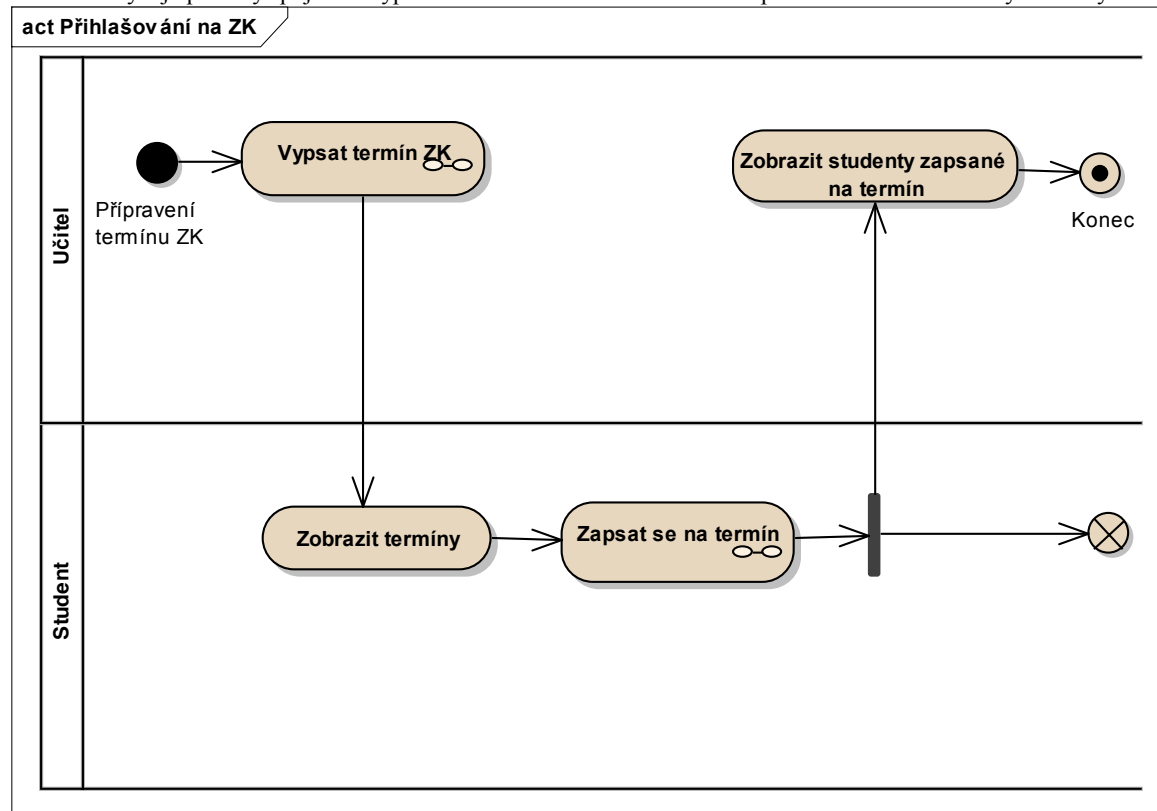 act Přihlašování na ZK
Učitel
Přípravení
termínu ZK
Vypsat termín ZK
Zobrazit studenty zapsané
na termín
Konec
Student
Zobrazit termíny
Zapsat se na termín